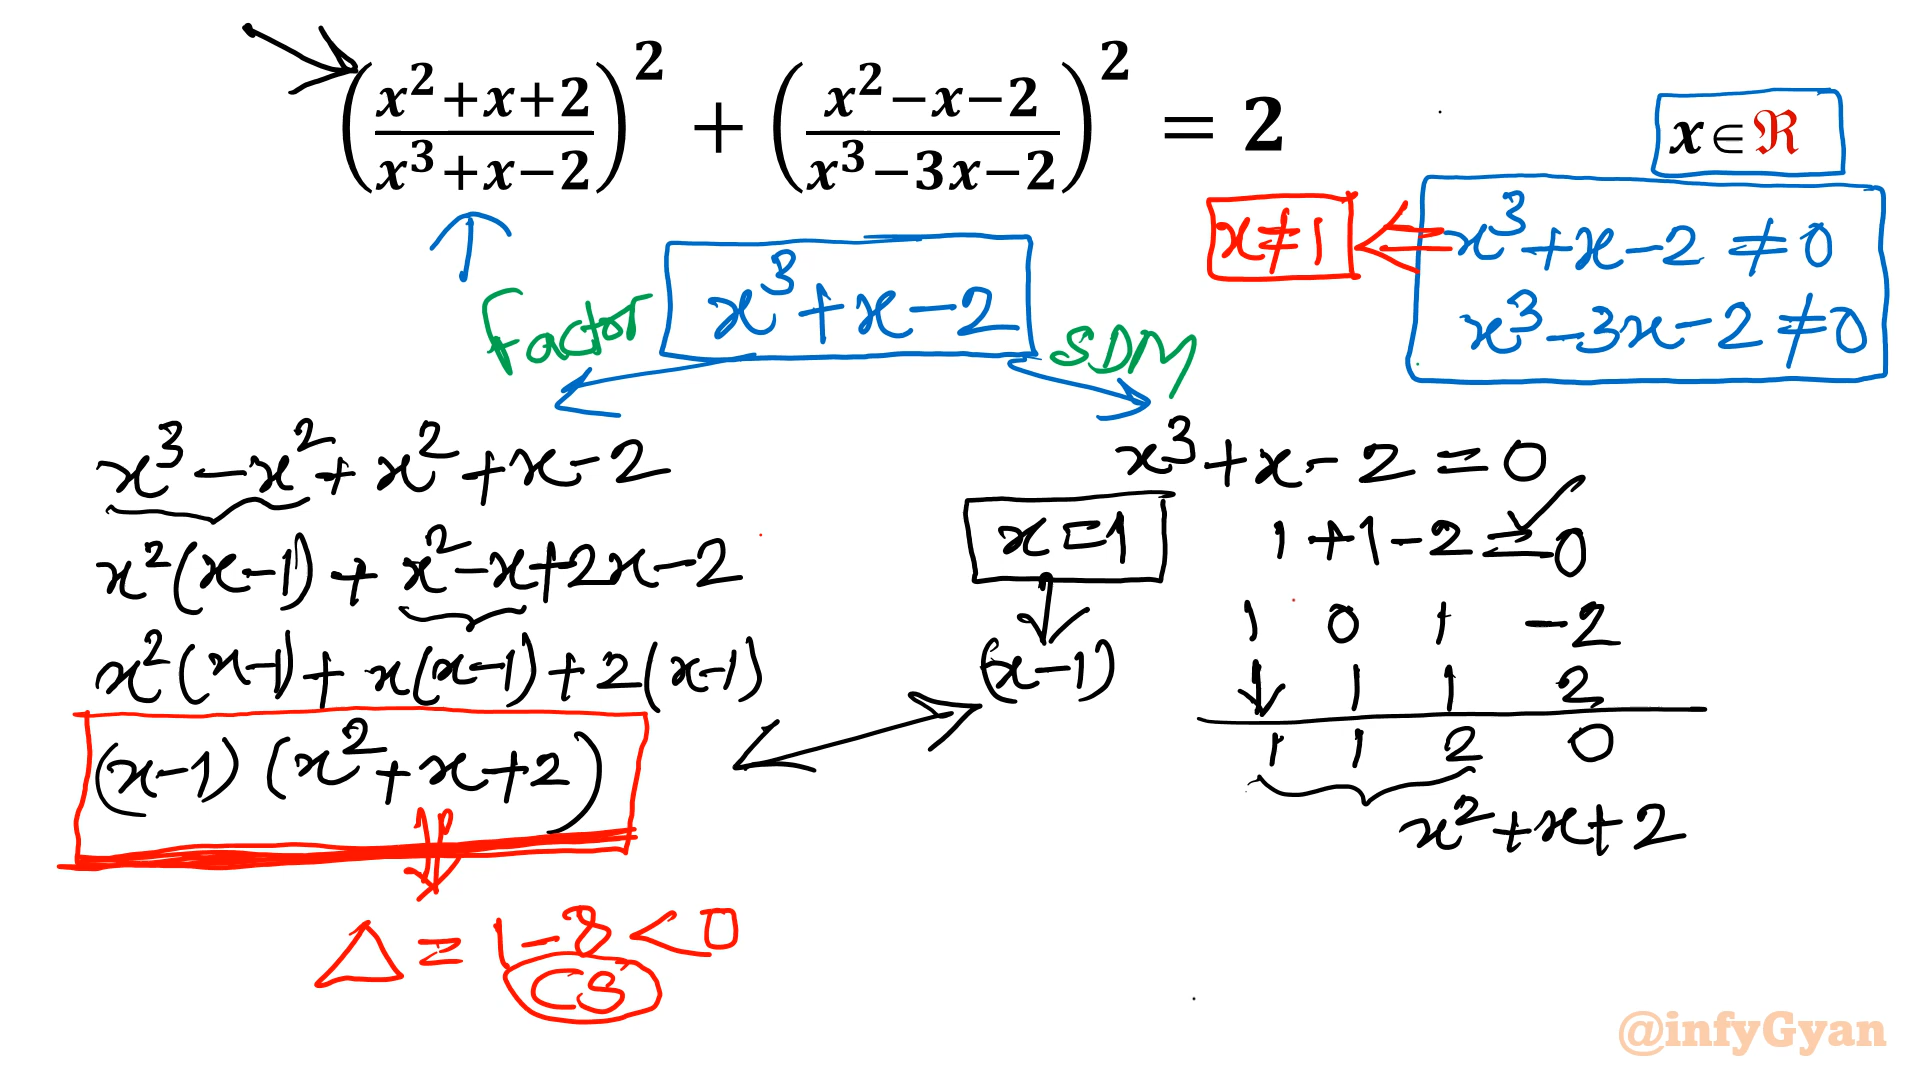 (x²+x+2 / x³+x−2)² + (x²−x−2 / x³−3x−2)² = 2
x∈ℜ
x≠1 ⇐ x³+x−2 ≠0
x³−3x−2≠0
Factor x³+x−2 SDM
x³−x²+x²+x−2
x²(x−1)+x²−x+2x−2
x²(x−1)+x(x−1)+2(x−1)
(x−1)(x²+x+2)
Δ = 1−8<0
CS
x³+x−2=0
x=1 1+1−2=0
(x−1)
1 0 1 −2
↓ 1 1 2
1 1 2 0
x²+x+2
@infyGyan